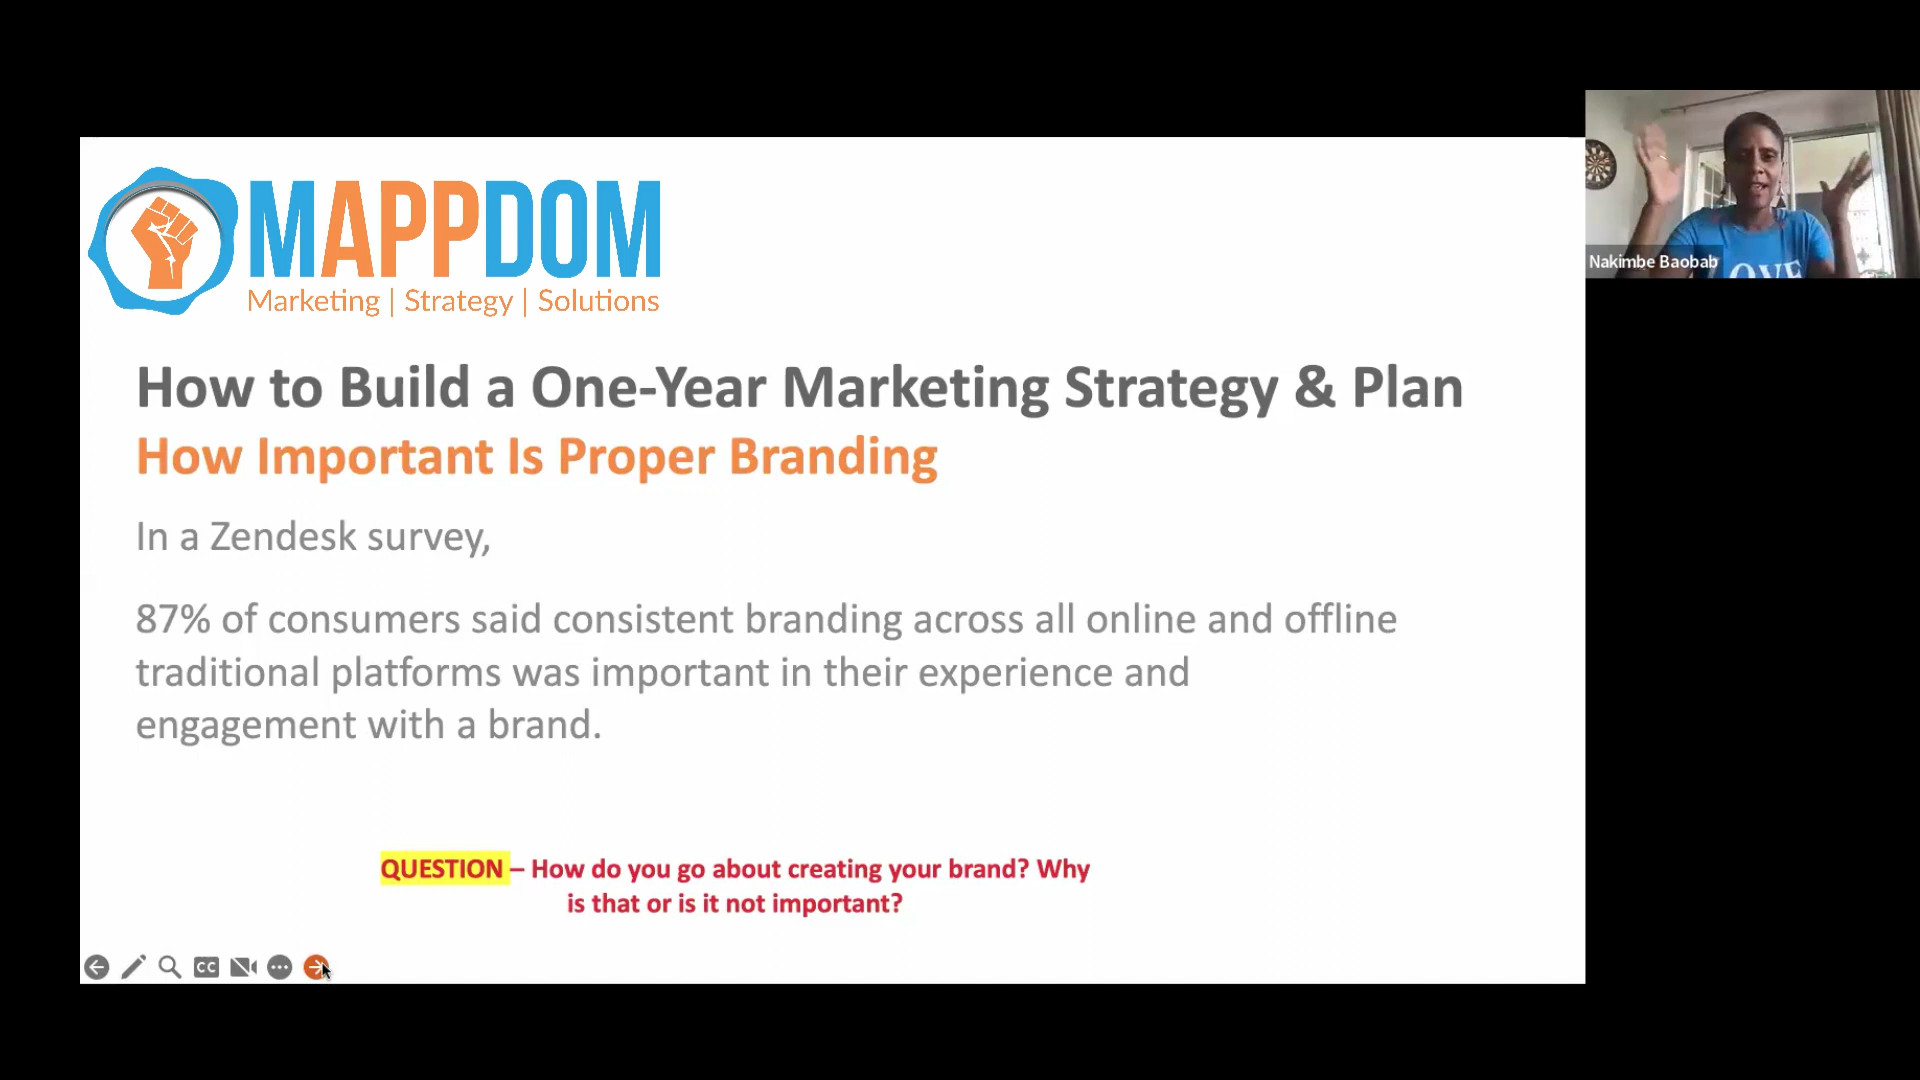 MAPPDOM
Marketing | Strategy | Solutions
How to Build a One-Year Marketing Strategy & Plan
How Important Is Proper Branding
In a Zendesk survey,
87% of consumers said consistent branding across all online and offline
traditional platforms was important in their experience and
engagement with a brand.
QUESTION – How do you go about creating your brand? Why
is that or is it not important?
CC
Nakimbe Baobab